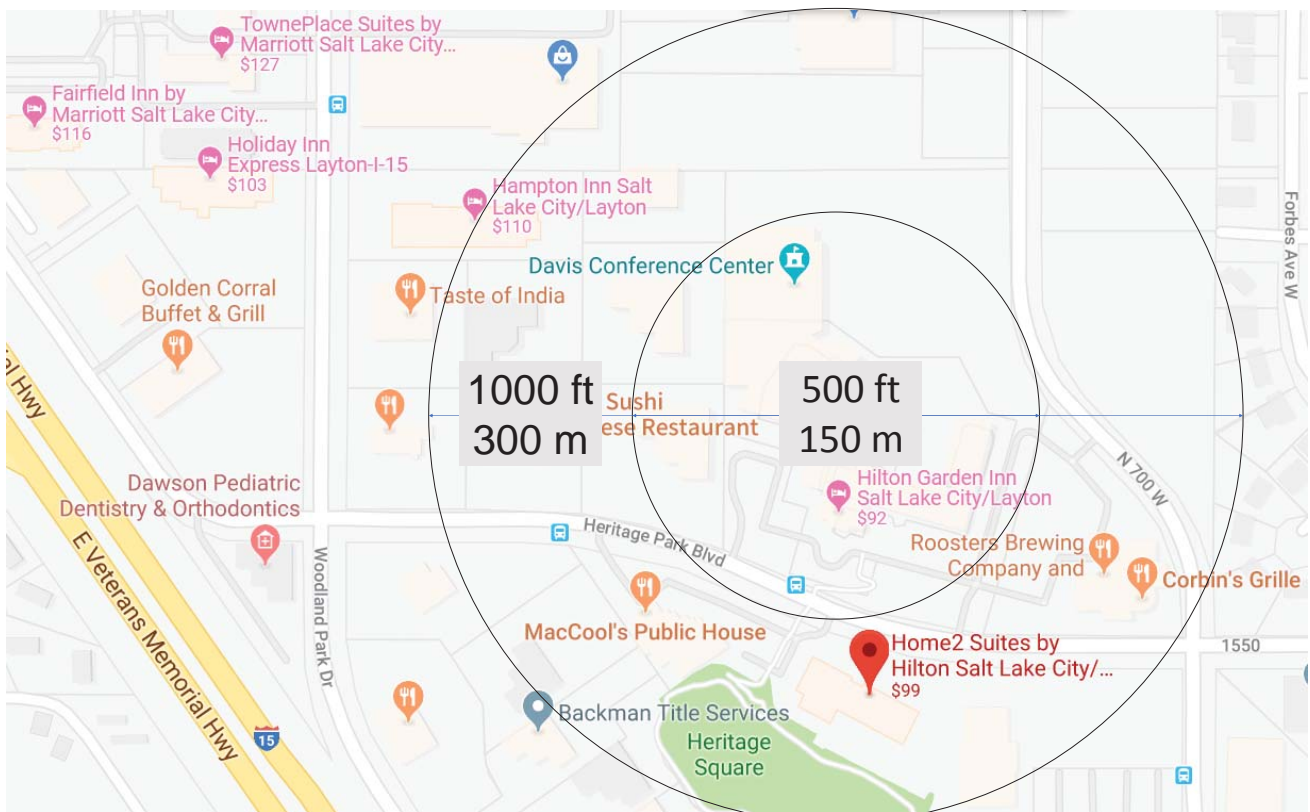 TownePlace Suites by
Marriott Salt Lake City...
$127
Fairfield Inn by
Marriott Salt Lake City...
$116
Holiday Inn
Express Layton-I-15
$103
Hampton Inn Salt
Lake City/Layton
$110
Davis Conference Center
Forbes Ave W
Golden Corral
Buffet & Grill
Taste of India
1000 ft
300 m
500 ft
150 m
Sushi
ese Restaurant
Hwy
Hilton Garden Inn
Salt Lake City/Layton
$92
N 700 W
Dawson Pediatric
Dentistry & Orthodontics
Heritage Park Blvd
Roosters Brewing
Company and
Corbin's Grille
E Veterans Memorial Hwy
Woodland Park Dr
MacCool's Public House
Home2 Suites by
Hilton Salt Lake City/...
$99
1550
Backman Title Services
Heritage
Square
15